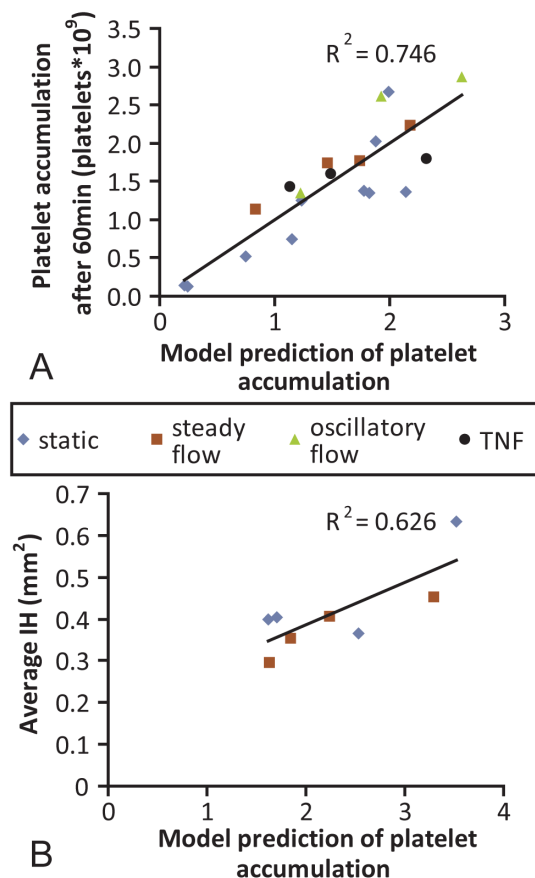 Platelet accumulation
after 60min (platelets*10^9)
3.5
3.0
2.5
2.0
1.5
1.0
0.5
0.0
R^2 = 0.746
0 1 2 3
Model prediction of platelet
accumulation
A
static
steady
flow
oscillatory
flow
TNF
Average IH (mm^2)
0.7
0.6
0.5
0.4
0.3
0.2
0.1
0
R^2 = 0.626
0 1 2 3 4
Model prediction of platelet
accumulation
B